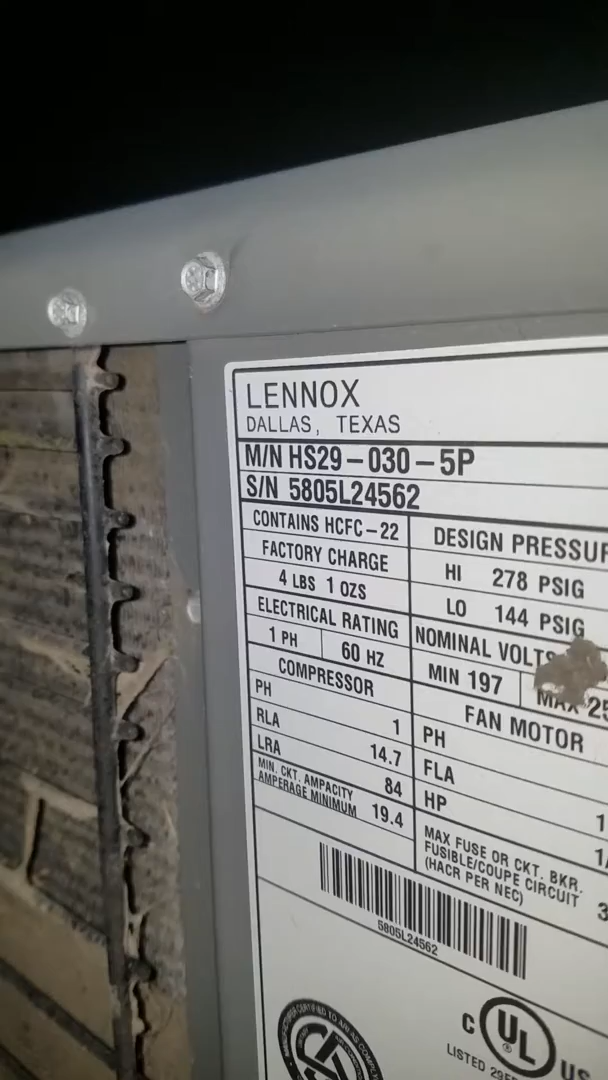 LENNOX
DALLAS, TEXAS
M/N HS29-030-5P
S/N 5805L24562
CONTAINS HCFC-22
FACTORY CHARGE
4 LBS 1 OZS
ELECTRICAL RATING
1 PH 60 HZ
COMPRESSOR
PH 1
RLA 14.7
LRA 84
MIN. CKT. AMPACITY
AMPERAGE MINIMUM 19.4
DESIGN
HI 278 PSIG
LO 144 PSIG
NOMINAL
MIN 197 MAX
FAN MOTOR
PH
FLA
HP
MAX FUSE OR CKT. BKR.
FUSIBLE/COUPE CIRCUIT
(HACR PER NEC)
5805L24562
C UL ® US
LISTED